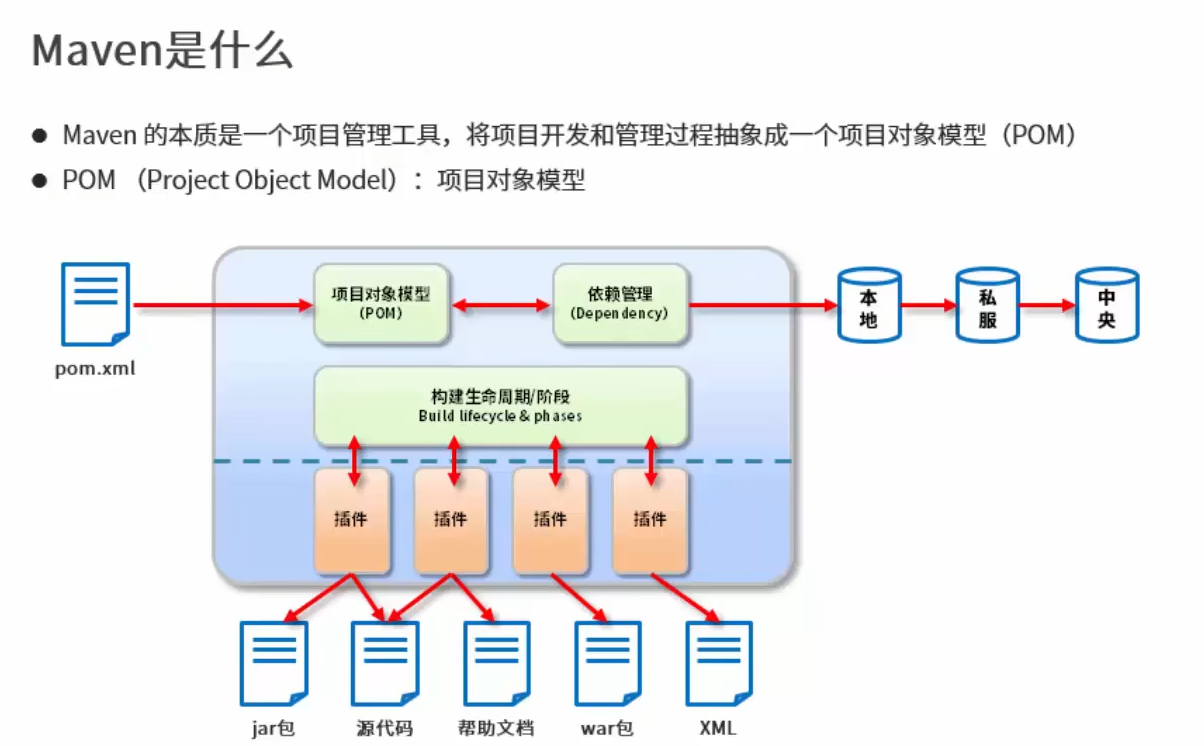 Maven是什么
Maven 的本质是一个项目管理工具，将项目开发和管理过程抽象成一个项目对象模型（POM）
POM （Project Object Model）：项目对象模型
项目对象模型
(POM)
依赖管理
(Dependency)
本
地
私
服
中
央
pom.xml
构建生命周期/阶段
Build lifecycle & phases
插件
插件
插件
插件
jar包
源代码
帮助文档
war包
XML